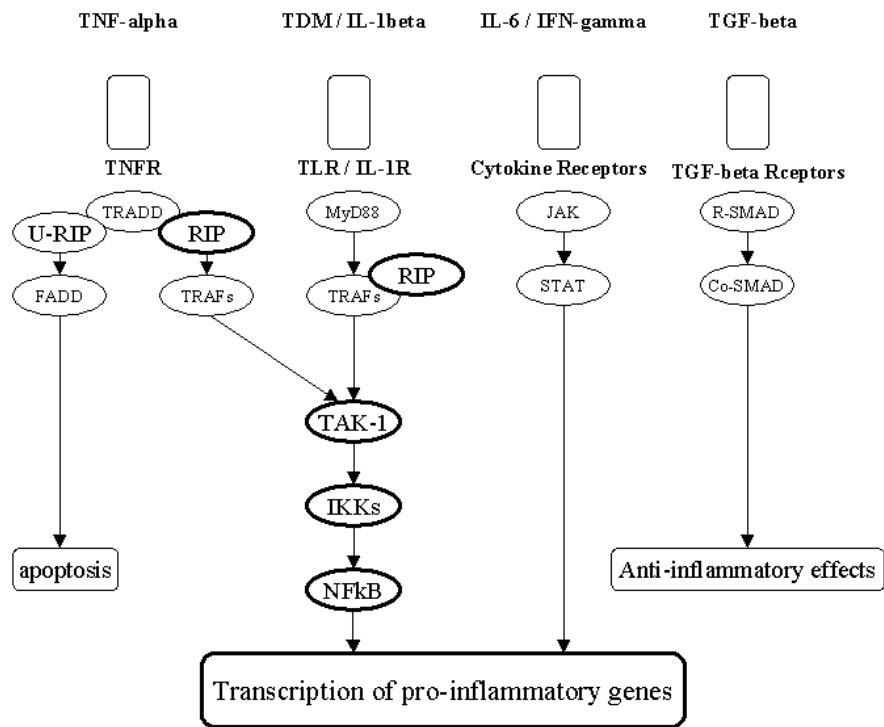 TNF-alpha
TDM / IL-1beta
IL-6 / IFN-gamma
TGF-beta
TNFR
TLR / IL-1R
Cytokine Receptors
TGF-beta Rceptors
TRADD
MyD88
JAK
R-SMAD
U-RIP
RIP
RIP
FADD
TRAFs
TRAFs
STAT
Co-SMAD
TAK-1
IKKs
apoptosis
Anti-inflammatory effects
NFkB
Transcription of pro-inflammatory genes